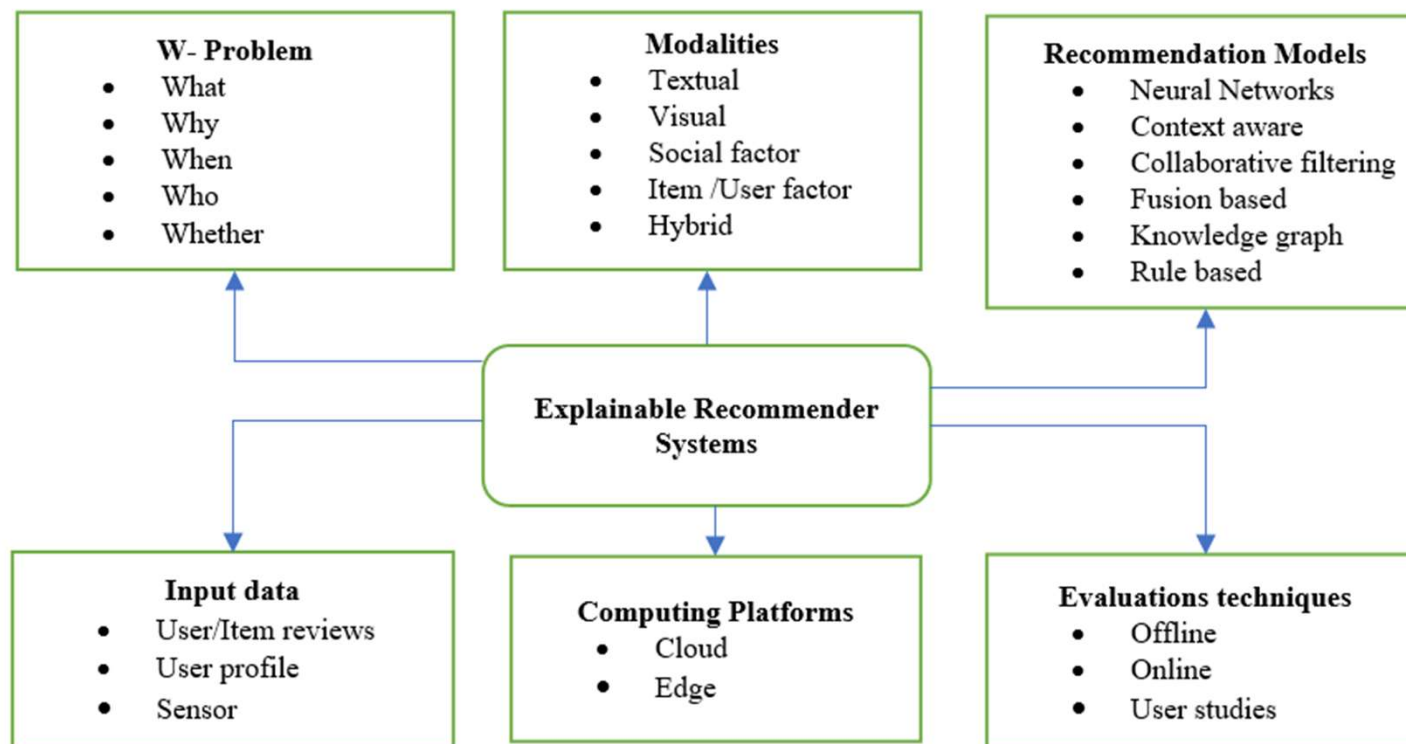 W- Problem
• What
• Why
• When
• Who
• Whether
Modalities
• Textual
• Visual
• Social factor
• Item /User factor
• Hybrid
Recommendation Models
• Neural Networks
• Context aware
• Collaborative filtering
• Fusion based
• Knowledge graph
• Rule based
Explainable Recommender
Systems
Input data
• User/Item reviews
• User profile
• Sensor
Computing Platforms
• Cloud
• Edge
Evaluations techniques
• Offline
• Online
• User studies